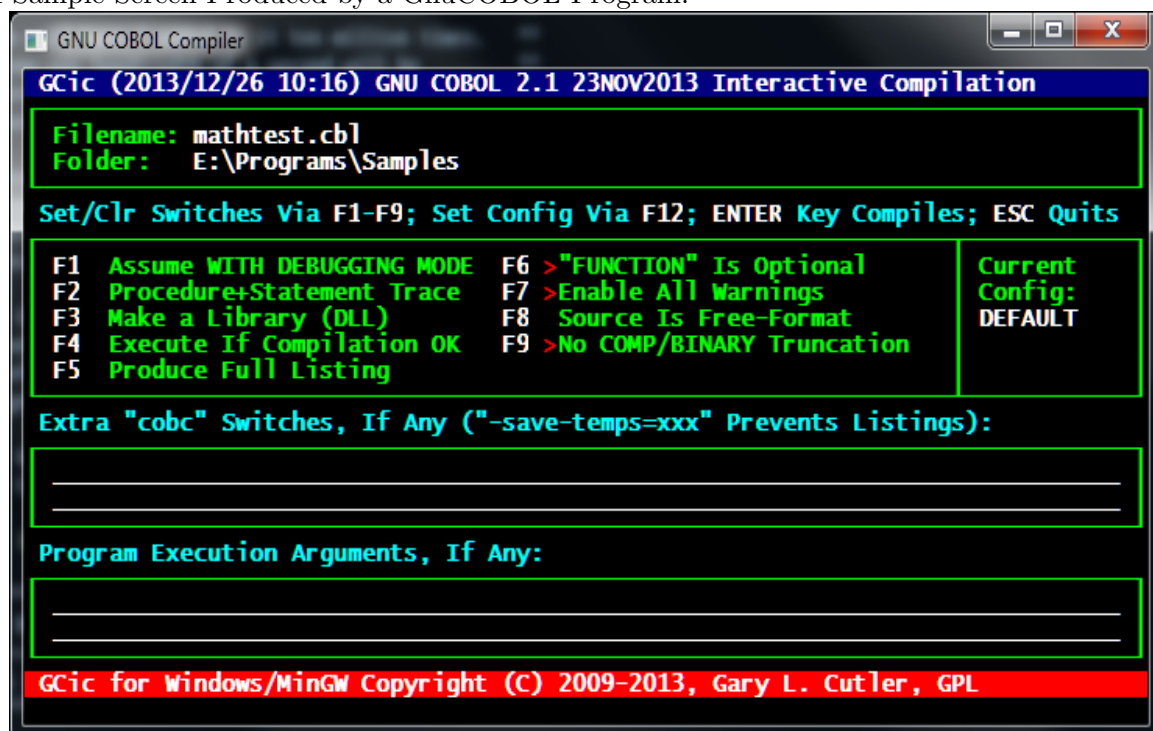 Sample Screen Produced by a GnuCOBOL Program:
GNU COBOL Compiler
GCic (2013/12/26 10:16) GNU COBOL 2.1 23NOV2013 Interactive Compilation
Filename: mathtest.cbl
Folder: E:\Programs\Samples
Set/Clr Switches Via F1-F9; Set Config Via F12; ENTER Key Compiles; ESC Quits
F1 Assume WITH DEBUGGING MODE F6 >"FUNCTION" Is Optional Current
F2 Procedure+Statement Trace F7 >Enable All Warnings Config:
F3 Make a Library (DLL) F8 Source Is Free-Format DEFAULT
F4 Execute If Compilation OK F9 >No COMP/BINARY Truncation
F5 Produce Full Listing
Extra "cobc" Switches, If Any ("-save-temps=xxx" Prevents Listings):
Program Execution Arguments, If Any:
GCic for Windows/MinGW Copyright (C) 2009-2013, Gary L. Cutler, GPL